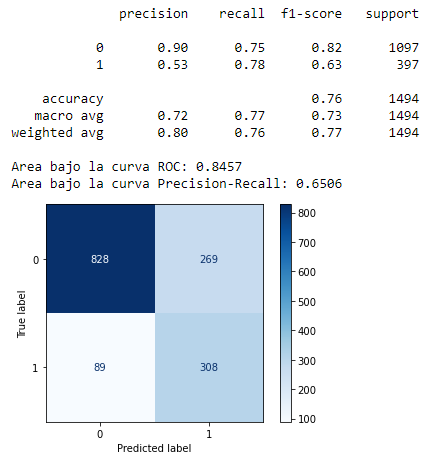 precision recall f1-score support
0 0.90 0.75 0.82 1097
1 0.53 0.78 0.63 397
accuracy 0.76 1494
macro avg 0.72 0.77 0.73 1494
weighted avg 0.80 0.76 0.77 1494
Area bajo la curva ROC: 0.8457
Area bajo la curva Precision-Recall: 0.6506
True label
0
1
828 269
89 308
0 1
Predicted label
800
700
600
500
400
300
200
100